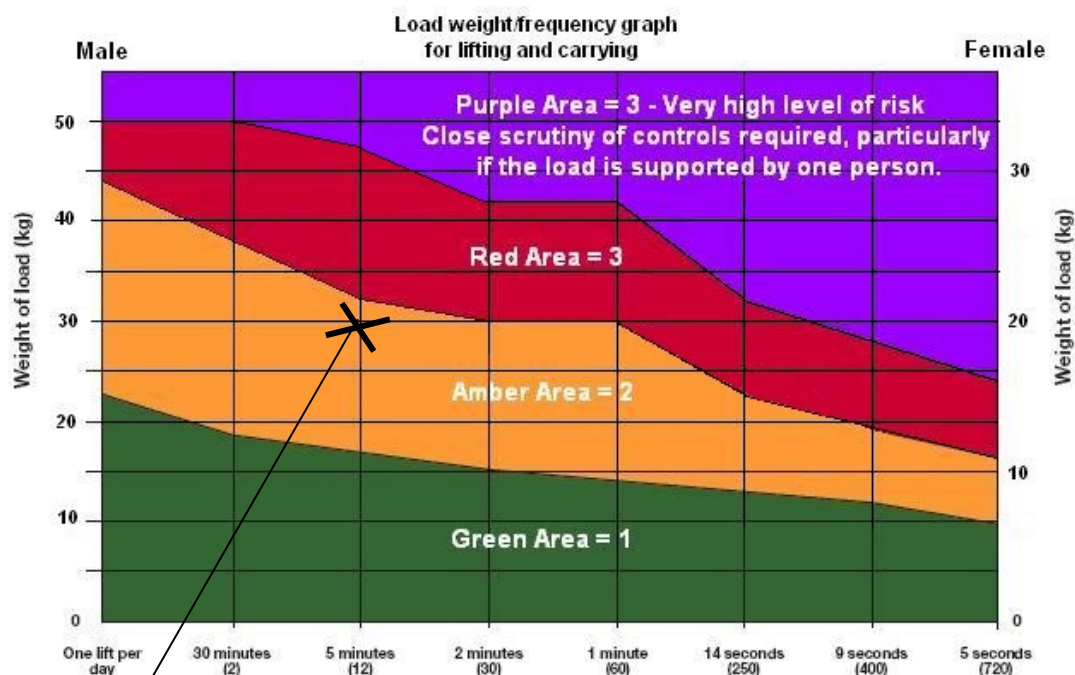 Load weight/frequency graph
for lifting and carrying
Male
Female
Purple Area = 3 - Very high level of risk
Close scrutiny of controls required, particularly
if the load is supported by one person.
Red Area = 3
Amber Area = 2
Green Area = 1
Weight of load (kg)
50
40
30
20
10
0
Weight of load (kg)
30
20
10
0
One lift per day
30 minutes (2)
5 minutes (12)
2 minutes (30)
1 minute (60)
14 seconds (250)
9 seconds (400)
5 seconds (720)